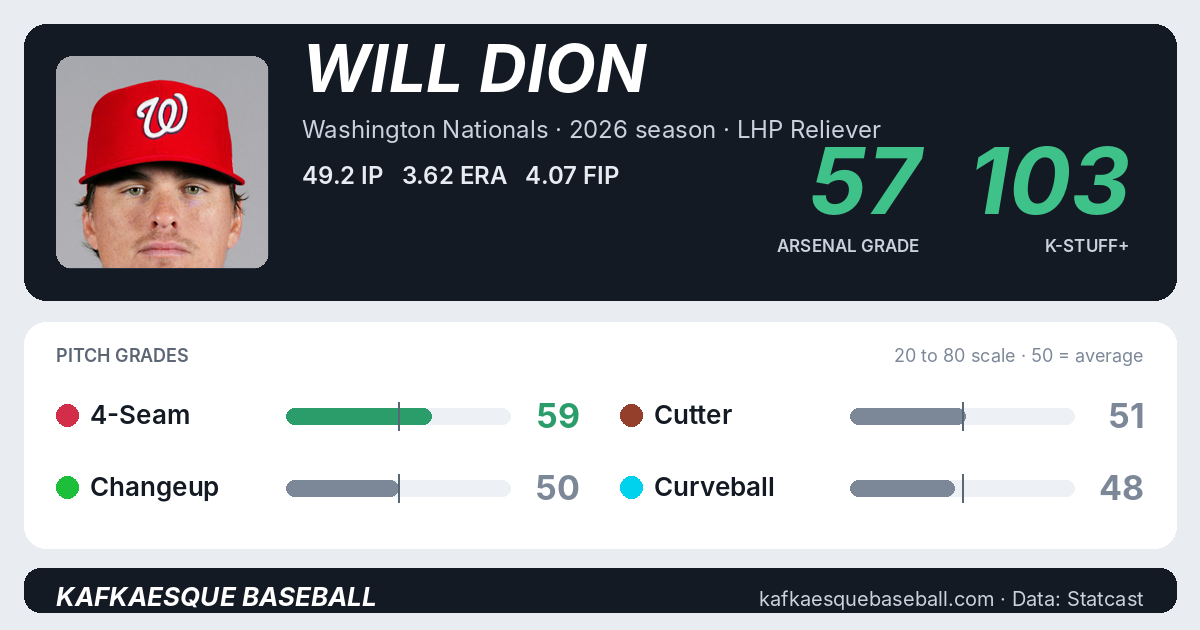 WILL DION
Washington Nationals · 2026 season · LHP Reliever
49.2 IP 3.62 ERA 4.07 FIP
57 103
ARSENAL GRADE K-STUFF+
W
PITCH GRADES 20 to 80 scale · 50 = average
4-Seam 59 Cutter 51
Changeup 50 Curveball 48
KAFKAESQUE BASEBALL kafkaesquebaseball.com · Data: Statcast